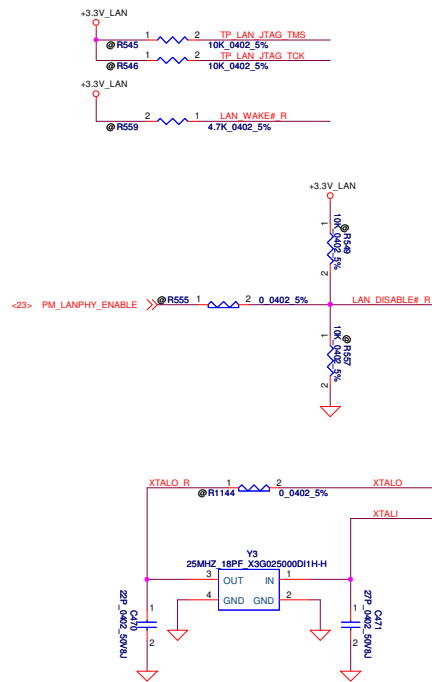 +3.3V_LAN
1 2 TP_LAN_JTAG_TMS
@R545 10K_0402_5%
1 2 TP_LAN_JTAG_TCK
@R546 10K_0402_5%
+3.3V_LAN
2 1 LAN_WAKE#_R
@R559 4.7K_0402_5%
+3.3V_LAN
1
@R549
10K_0402_5%
2
<23> PM_LANPHY_ENABLE @R555 1 2 0_0402_5% LAN_DISABLE#_R
1
@R557
10K_0402_5%
2
XTALO_R 1 2 XTALO
@R1144 0_0402_5%
XTALI
Y3
25MHZ_18PF_X3G025000DI1H-H
3 OUT IN 1
4 GND GND 2
1
C470
22P_0402_50V8J
2
1
C471
27P_0402_50V8J
2